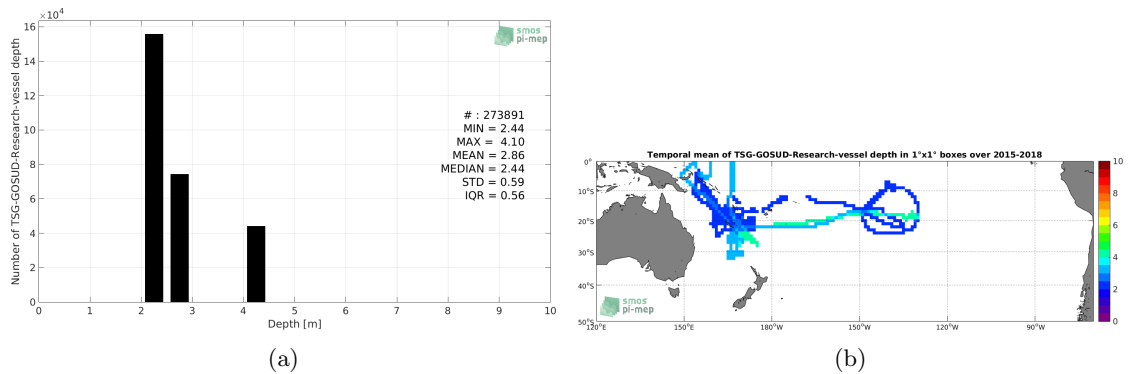 ×10⁴
16
14
12
10
8
6
4
2
0
Number of TSG-GOSUD-Research-vessel depth
smos
pi-mep
# : 273891
MIN = 2.44
MAX = 4.10
MEAN = 2.86
MEDIAN = 2.44
STD = 0.59
IQR = 0.56
0 1 2 3 4 5 6 7 8 9 10
Depth [m]
(a)
Temporal mean of TSG-GOSUD-Research-vessel depth in 1°x1° boxes over 2015-2018
0°
10°S
20°S
30°S
40°S
50°S
120°E 150°E 180°W 150°W 120°W 90°W
smos
pi-mep
10
8
6
4
2
0
(b)